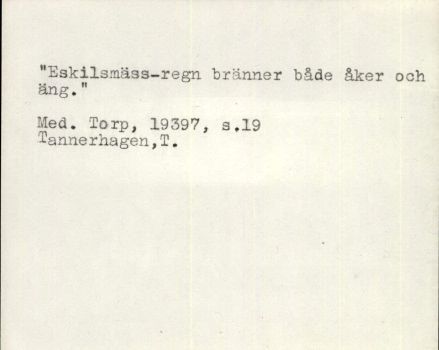 "Eskilsmäss-regn bränner både åker och
äng."
Med. Torp, 19397, s.19
Tannerhagen,T.